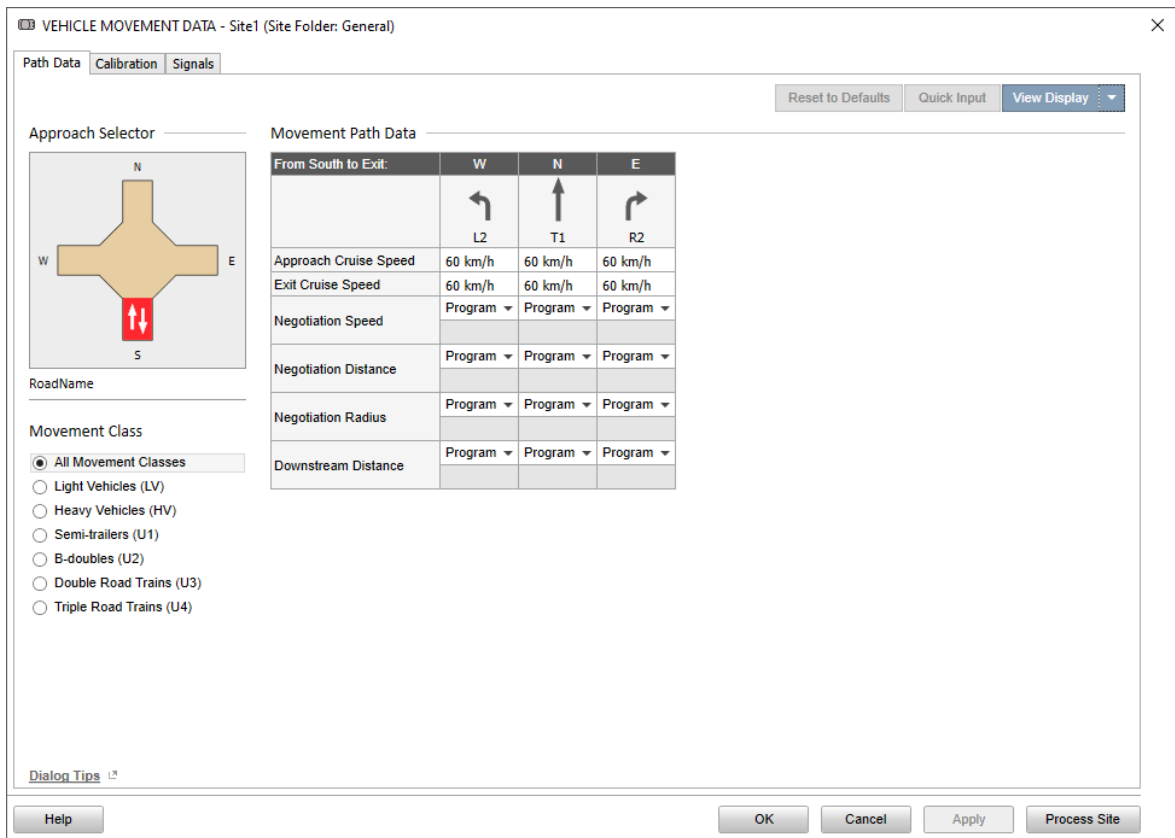 VEHICLE MOVEMENT DATA - Site1 (Site Folder: General)
Path Data Calibration Signals
Reset to Defaults Quick Input View Display
Approach Selector
N
W
E
S
RoadName
Movement Class
All Movement Classes
Light Vehicles (LV)
Heavy Vehicles (HV)
Semi-trailers (U1)
B-doubles (U2)
Double Road Trains (U3)
Triple Road Trains (U4)
Movement Path Data
From South to Exit: W N E
L2 T1 R2
Approach Cruise Speed 60 km/h 60 km/h 60 km/h
Exit Cruise Speed 60 km/h 60 km/h 60 km/h
Negotiation Speed Program Program Program
Negotiation Distance Program Program Program
Negotiation Radius Program Program Program
Downstream Distance Program Program Program
Dialog Tips
Help OK Cancel Apply Process Site